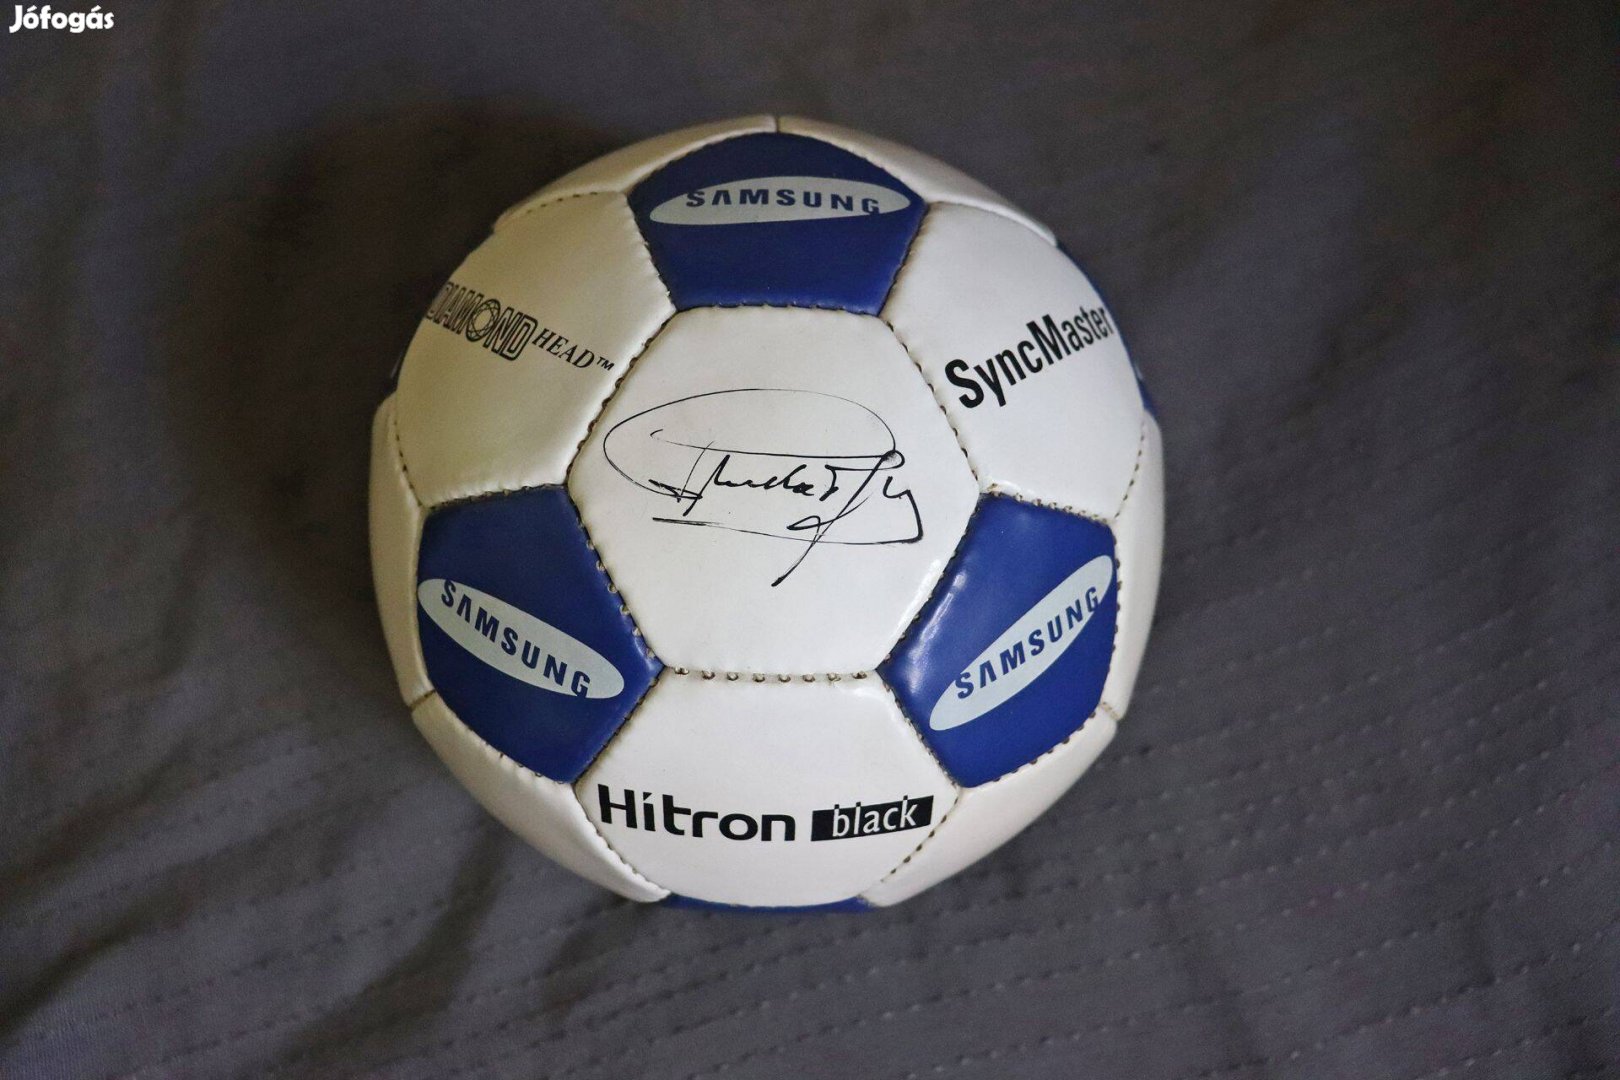 Jófogás
SAMSUNG
DIAMOND HEAD™
SyncMaster
SAMSUNG
SAMSUNG
Hitron black